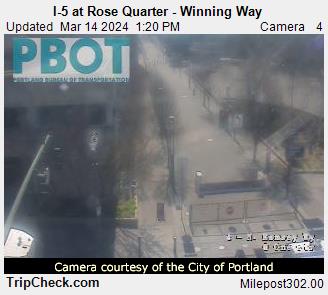 I-5 at Rose Quarter - Winning Way
Updated Mar 14 2024 1:20 PM Camera 4
PBOT
PORTLAND BUREAU OF TRANSPORTATION
Camera courtesy of the City of Portland
TripCheck.com Milepost302.00